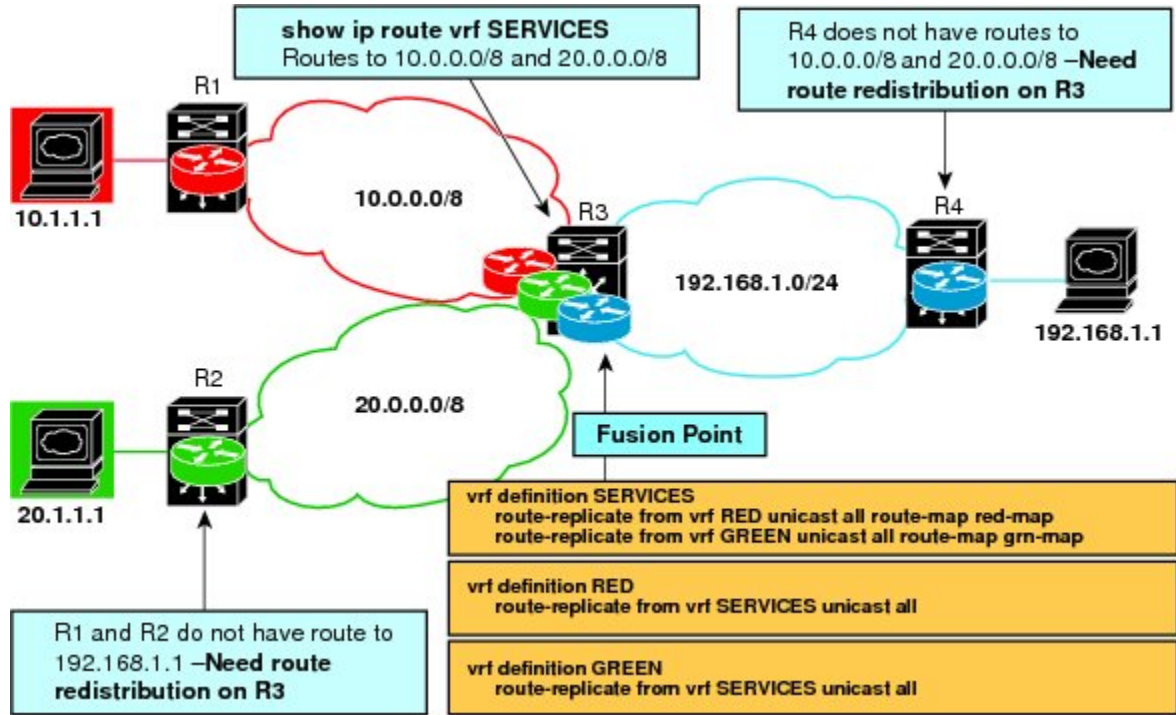 show ip route vrf SERVICES
Routes to 10.0.0.0/8 and 20.0.0.0/8
R4 does not have routes to
10.0.0.0/8 and 20.0.0.0/8 –Need
route redistribution on R3
R1
10.1.1.1
10.0.0.0/8
R3
192.168.1.0/24
R4
192.168.1.1
R2
20.1.1.1
20.0.0.0/8
Fusion Point
R1 and R2 do not have route to
192.168.1.1 –Need route
redistribution on R3
vrf definition SERVICES
route-replicate from vrf RED unicast all route-map red-map
route-replicate from vrf GREEN unicast all route-map grn-map
vrf definition RED
route-replicate from vrf SERVICES unicast all
vrf definition GREEN
route-replicate from vrf SERVICES unicast all